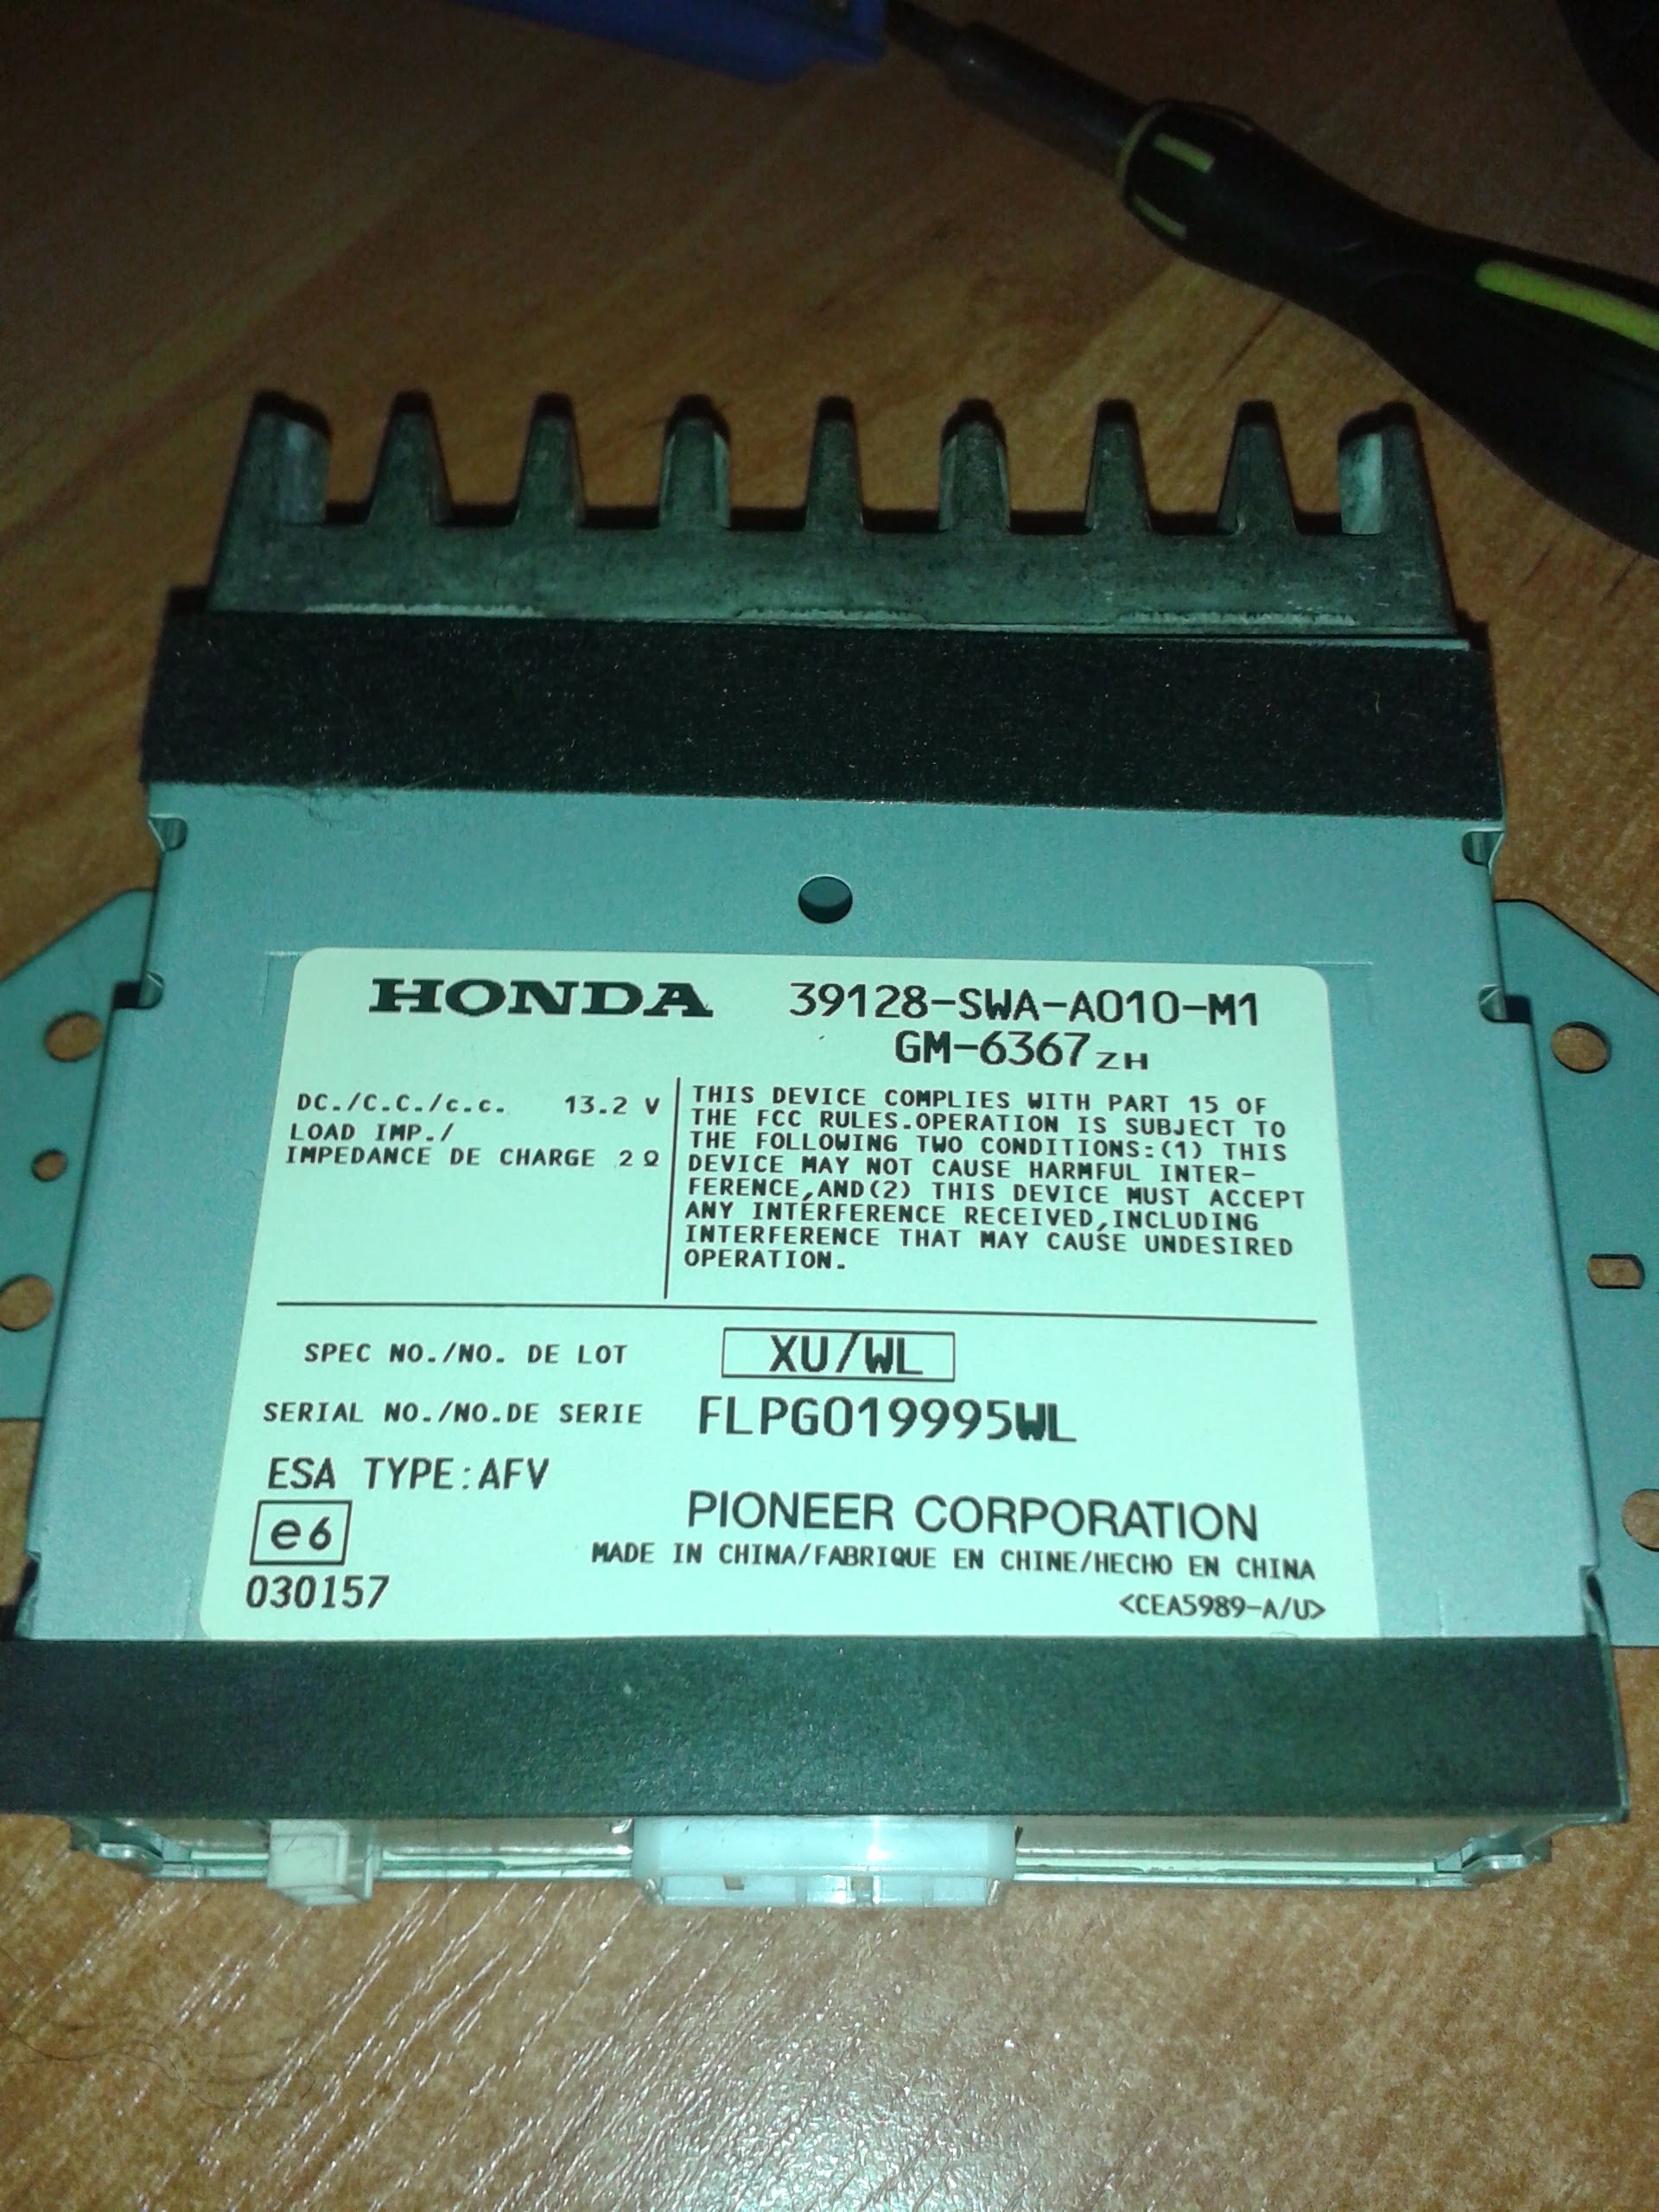 HONDA 39128-SWA-A010-M1
GM-6367ZH
DC./C.C./c.c. 13.2 V
LOAD IMP./
IMPEDANCE DE CHARGE 2 Ω
THIS DEVICE COMPLIES WITH PART 15 OF
THE FCC RULES.OPERATION IS SUBJECT TO
THE FOLLOWING TWO CONDITIONS:(1) THIS
DEVICE MAY NOT CAUSE HARMFUL INTER-
FERENCE,AND(2) THIS DEVICE MUST ACCEPT
ANY INTERFERENCE RECEIVED,INCLUDING
INTERFERENCE THAT MAY CAUSE UNDESIRED
OPERATION.
SPEC NO./NO. DE LOT XU/WL
SERIAL NO./NO.DE SERIE FLPG019995WL
ESA TYPE:AFV
e6
030157
PIONEER CORPORATION
MADE IN CHINA/FABRIQUE EN CHINE/HECHO EN CHINA
<CEA5989-A/U>